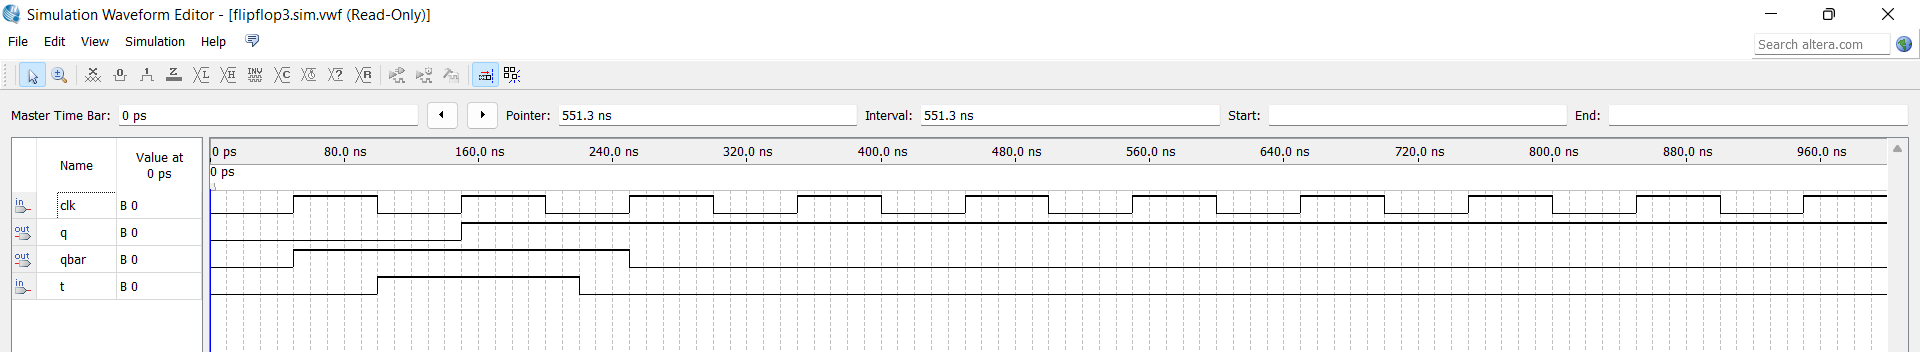 Simulation Waveform Editor - [flipflop3.sim.vwf (Read-Only)]
File Edit View Simulation Help
Search altera.com
Master Time Bar: 0 ps Pointer: 551.3 ns Interval: 551.3 ns Start: End:
Name Value at 0 ps
0 ps 80.0 ns 160.0 ns 240.0 ns 320.0 ns 400.0 ns 480.0 ns 560.0 ns 640.0 ns 720.0 ns 800.0 ns 880.0 ns 960.0 ns
0 ps
in clk B 0
out q B 0
out qbar B 0
in t B 0